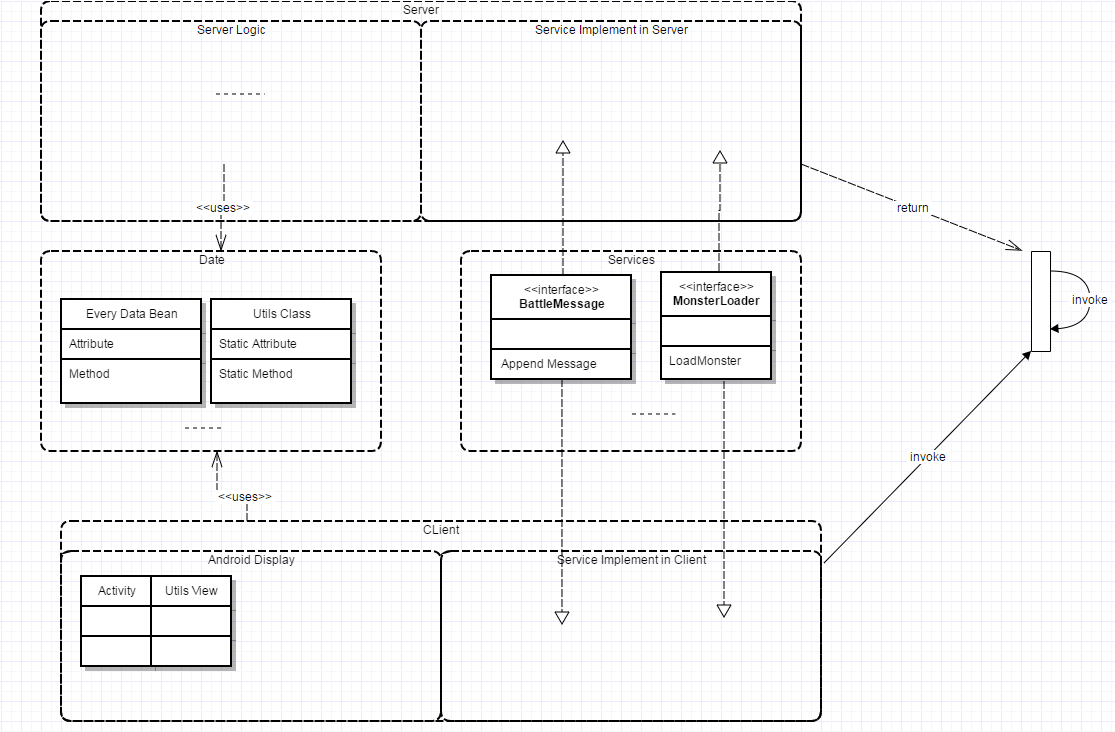 Server
Server Logic
Service Implement in Server
<<uses>>
return
Date
Services
Every Data Bean
Attribute
Method
Utils Class
Static Attribute
Static Method
<<interface>>
BattleMessage
Append Message
<<interface>>
MonsterLoader
LoadMonster
invoke
invoke
<<uses>>
CLient
Android Display
Service Implement in Client
Activity
Utils View